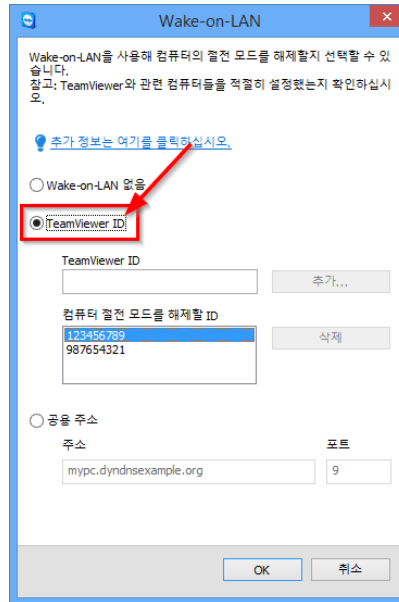 Wake-on-LAN
Wake-on-LAN을 사용해 컴퓨터의 절전 모드를 해제할지 선택할 수 있
습니다.
참고: TeamViewer와 관련 컴퓨터들을 적절히 설정했는지 확인하십시
오.
추가 정보는 여기를 클릭하십시오.
Wake-on-LAN 없음
TeamViewer ID
TeamViewer ID
추가...
컴퓨터 절전 모드를 해제할 ID
123456789
987654321
삭제
공용 주소
주소 포트
mypc.dyndnsexample.org 9
OK 취소